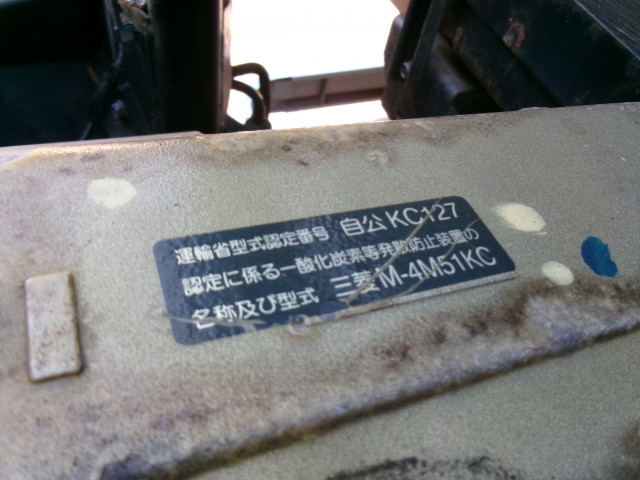 運輸省型式認定番号 自公KC127
認定に係る一酸化炭素等発散防止装置の
名称及び型式 三菱M-4M51KC